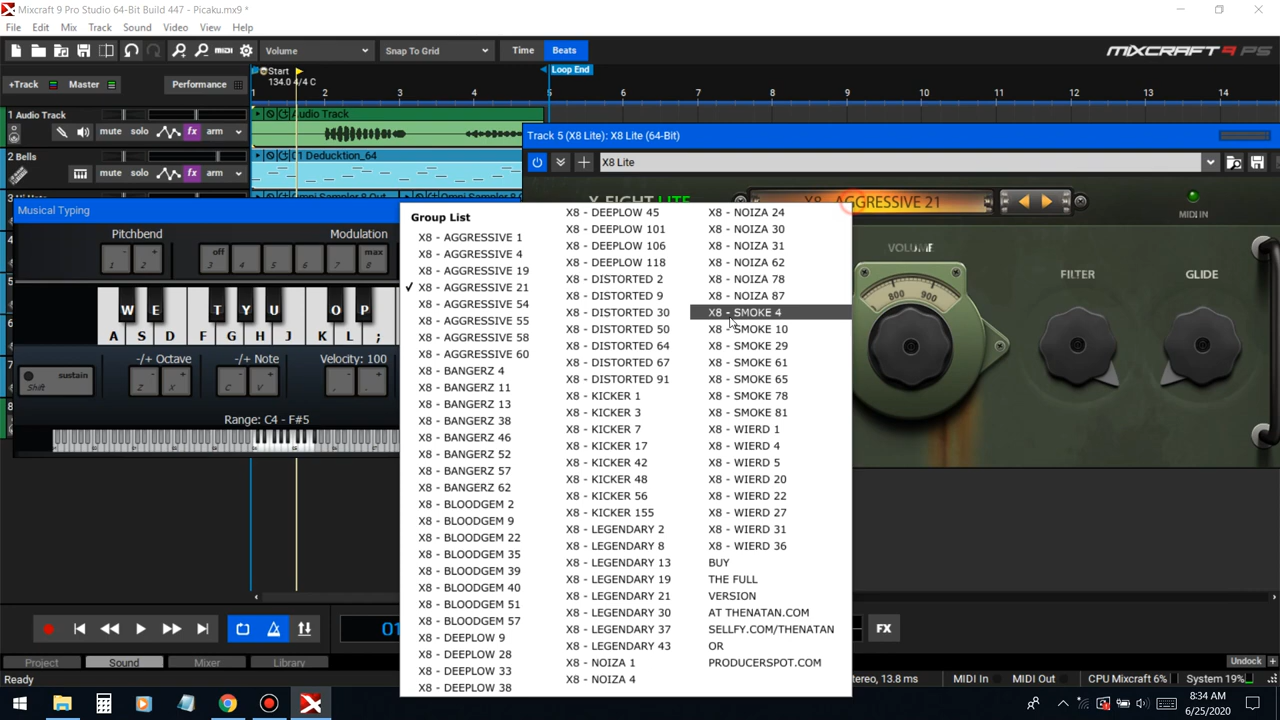 Mixcraft 9 Pro Studio 64-Bit Build 447 - Picaku.mx9 *
File Edit Mix Track Sound Video View Help
Volume Snap To Grid Time Beats MIXCRAFT 9 PS
+Track Master Performance
Start
134.0 4/4 C
Loop End
1 2 3 4 5 6 7 8 9 10 11 12 13 14
1 Audio Track
mute solo fx arm
Audio Track
2 Bells
mute solo fx arm
01 Deducktion_64
Track 5 (X8 Lite): X8 Lite (64-Bit)
X8 Lite
X-EIGHT LITE
X8 - AGGRESSIVE 21
MIDI IN
VOLUME
800 900
FILTER
GLIDE
Musical Typing
Pitchbend Modulation
1- 2+ off 3 4 5 6 7 max 8
W E T Y U O P
A S D F G H J K L ; '
-/+ Octave -/+ Note Velocity: 100
Shift sustain Z X C V , .
Range: C4 - F#5
Group List
X8 - AGGRESSIVE 1
X8 - AGGRESSIVE 4
X8 - AGGRESSIVE 19
✓ X8 - AGGRESSIVE 21
X8 - AGGRESSIVE 54
X8 - AGGRESSIVE 55
X8 - AGGRESSIVE 58
X8 - AGGRESSIVE 60
X8 - BANGERZ 4
X8 - BANGERZ 11
X8 - BANGERZ 13
X8 - BANGERZ 38
X8 - BANGERZ 46
X8 - BANGERZ 52
X8 - BANGERZ 57
X8 - BANGERZ 62
X8 - BLOODGEM 2
X8 - BLOODGEM 9
X8 - BLOODGEM 22
X8 - BLOODGEM 35
X8 - BLOODGEM 39
X8 - BLOODGEM 40
X8 - BLOODGEM 51
X8 - BLOODGEM 57
X8 - DEEPLOW 9
X8 - DEEPLOW 28
X8 - DEEPLOW 33
X8 - DEEPLOW 38
X8 - DEEPLOW 45
X8 - DEEPLOW 101
X8 - DEEPLOW 106
X8 - DEEPLOW 118
X8 - DISTORTED 2
X8 - DISTORTED 9
X8 - DISTORTED 30
X8 - DISTORTED 50
X8 - DISTORTED 64
X8 - DISTORTED 67
X8 - DISTORTED 91
X8 - KICKER 1
X8 - KICKER 3
X8 - KICKER 7
X8 - KICKER 17
X8 - KICKER 42
X8 - KICKER 48
X8 - KICKER 56
X8 - KICKER 155
X8 - LEGENDARY 2
X8 - LEGENDARY 8
X8 - LEGENDARY 13
X8 - LEGENDARY 19
X8 - LEGENDARY 21
X8 - LEGENDARY 30
X8 - LEGENDARY 37
X8 - LEGENDARY 43
X8 - NOIZA 1
X8 - NOIZA 4
X8 - NOIZA 24
X8 - NOIZA 30
X8 - NOIZA 31
X8 - NOIZA 62
X8 - NOIZA 78
X8 - NOIZA 87
X8 - SMOKE 4
X8 - SMOKE 10
X8 - SMOKE 29
X8 - SMOKE 61
X8 - SMOKE 65
X8 - SMOKE 78
X8 - SMOKE 81
X8 - WIERD 1
X8 - WIERD 4
X8 - WIERD 5
X8 - WIERD 20
X8 - WIERD 22
X8 - WIERD 27
X8 - WIERD 31
X8 - WIERD 36
BUY
THE FULL
VERSION
AT THENATAN.COM
SELLFY.COM/THENATAN
OR
PRODUCERSPOT.COM
FX
Project Sound Mixer Library Undock
Ready
Stereo, 13.8 ms MIDI In MIDI Out CPU Mixcraft 6% System 19%
8:34 AM
6/25/2020